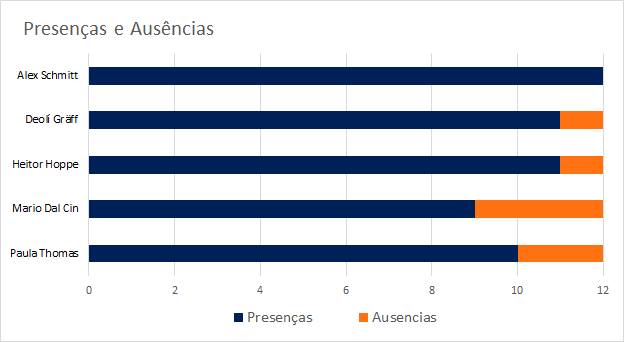 Presenças e Ausências
Alex Schmitt
Deolí Gräff
Heitor Hoppe
Mario Dal Cin
Paula Thomas
0 2 4 6 8 10 12
Presenças Ausencias